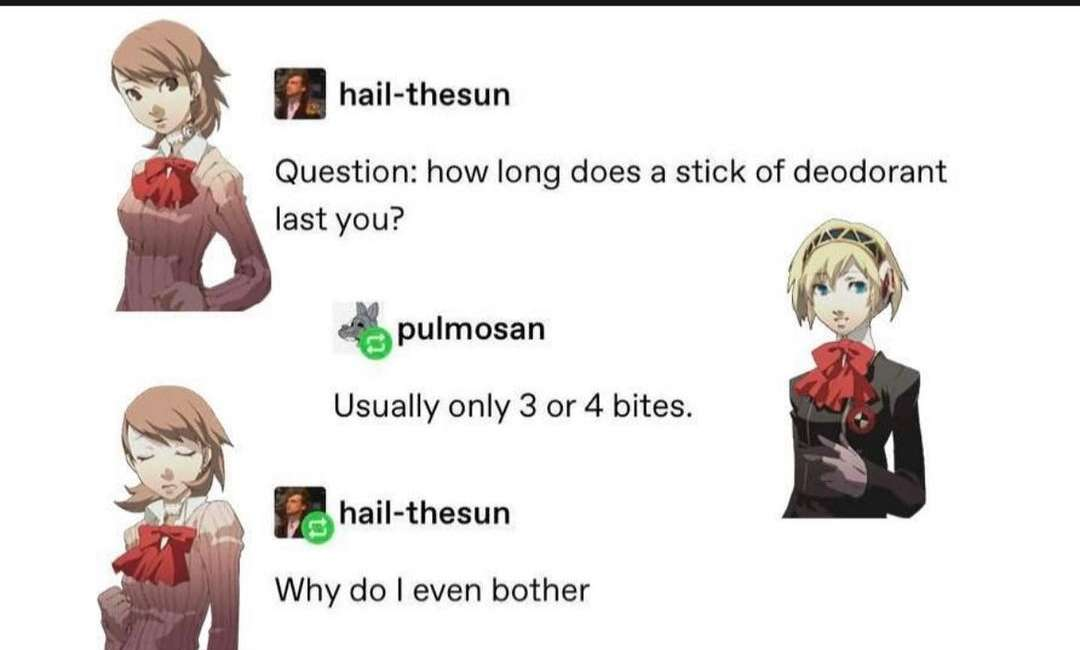 hail-thesun
Question: how long does a stick of deodorant
last you?
pulmosan
Usually only 3 or 4 bites.
hail-thesun
Why do I even bother